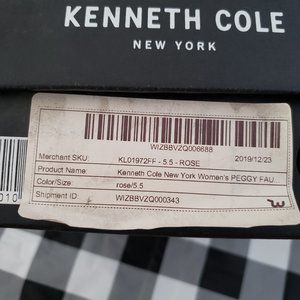 KENNETH COLE
NEW YORK
WIZBBVZQ006688
Merchant SKU: KL01972FF - 5.5 - ROSE 2019/12/23
Product Name: Kenneth Cole New York Women's PEGGY FAU...
Color/Size: rose/5.5
Shipment ID: WIZBBVZQ000343
010